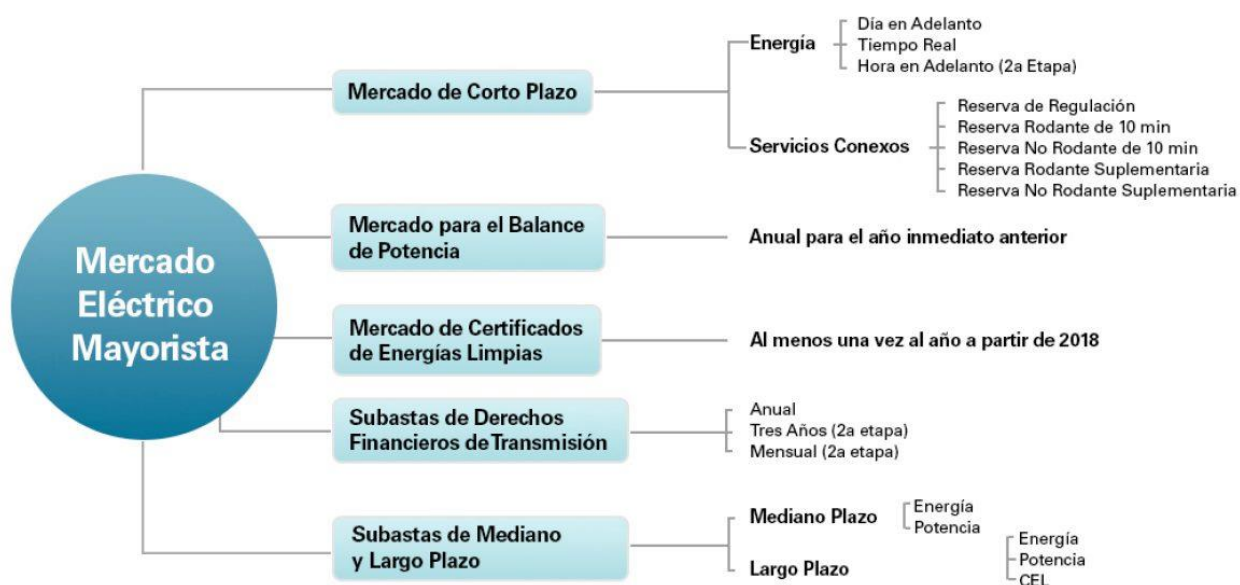 Mercado
Eléctrico
Mayorista
Mercado de Corto Plazo
Energía
Día en Adelanto
Tiempo Real
Hora en Adelanto (2a Etapa)
Servicios Conexos
Reserva de Regulación
Reserva Rodante de 10 min
Reserva No Rodante de 10 min
Reserva Rodante Suplementaria
Reserva No Rodante Suplementaria
Mercado para el Balance
de Potencia
Anual para el año inmediato anterior
Mercado de Certificados
de Energías Limpias
Al menos una vez al año a partir de 2018
Subastas de Derechos
Financieros de Transmisión
Anual
Tres Años (2a etapa)
Mensual (2a etapa)
Subastas de Mediano
y Largo Plazo
Mediano Plazo
Energía
Potencia
Largo Plazo
Energía
Potencia
CEL